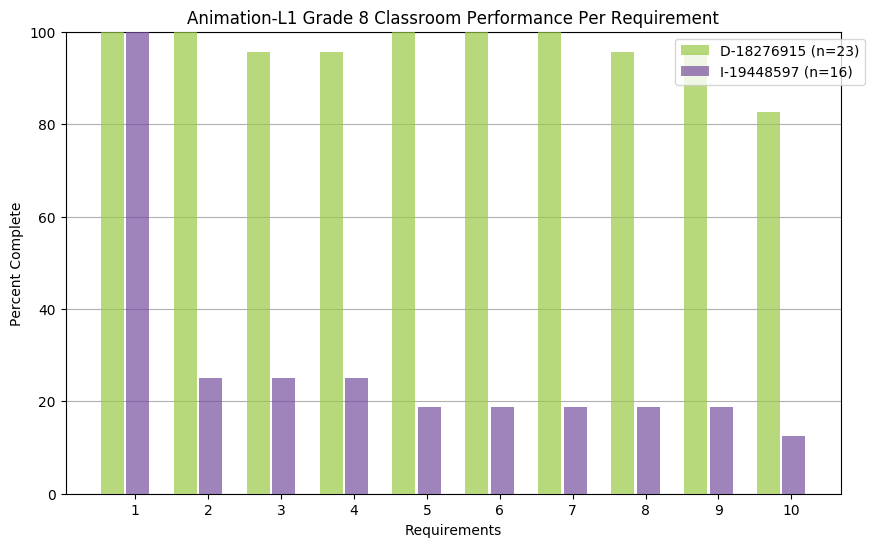 Animation-L1 Grade 8 Classroom Performance Per Requirement
D-18276915 (n=23)
I-19448597 (n=16)
Percent Complete
100
80
60
40
20
0
1 2 3 4 5 6 7 8 9 10
Requirements